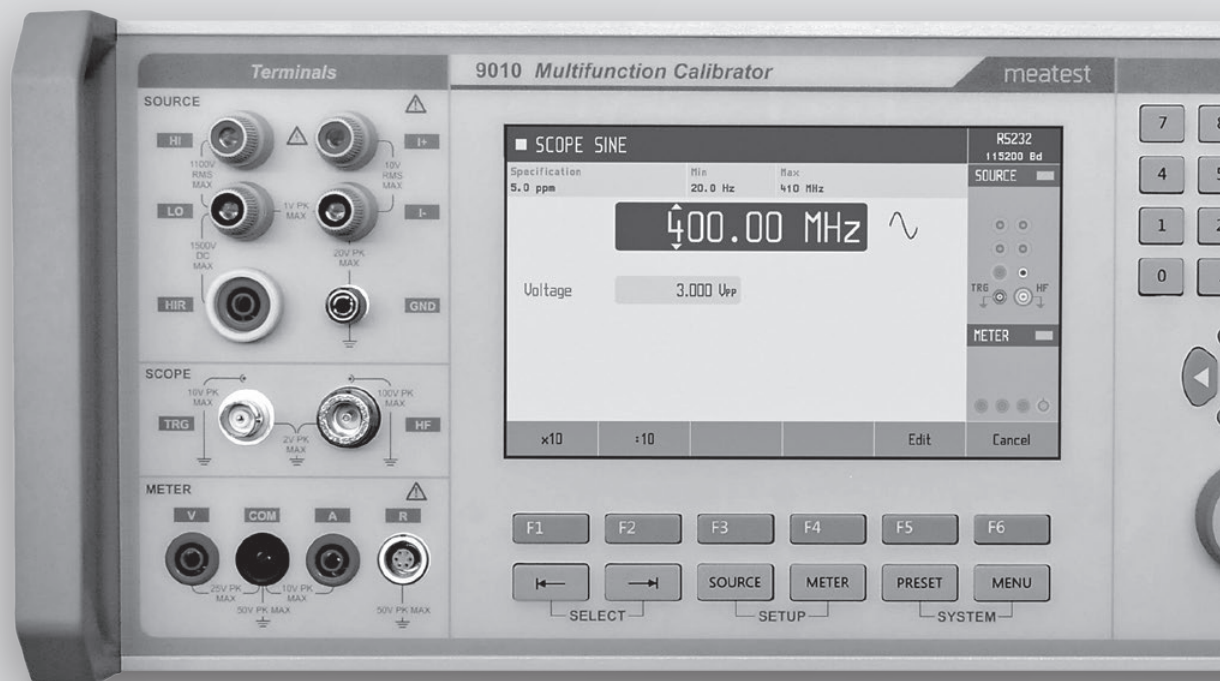 Terminals
9010 Multifunction Calibrator
meatest
SOURCE
HI
I+
1100V
RMS
MAX
10V
RMS
MAX
LO
1V PK
MAX
I-
1500V
DC
MAX
20V PK
MAX
HIR
GND
SCOPE
10V PK
MAX
100V PK
MAX
TRG
HF
2V PK
MAX
METER
V
COM
A
R
25V PK
MAX
10V PK
MAX
50V PK MAX
50V PK MAX
SCOPE SINE
RS232
115200 Bd
Specification
5.0 ppm
Min
20.0 Hz
Max
410 MHz
SOURCE
400.00 MHz
Voltage
3.000 VPP
TRG
HF
METER
x10
:10
Edit
Cancel
F1
F2
F3
F4
F5
F6
SOURCE
METER
PRESET
MENU
SELECT
SETUP
SYSTEM
7
4
1
0